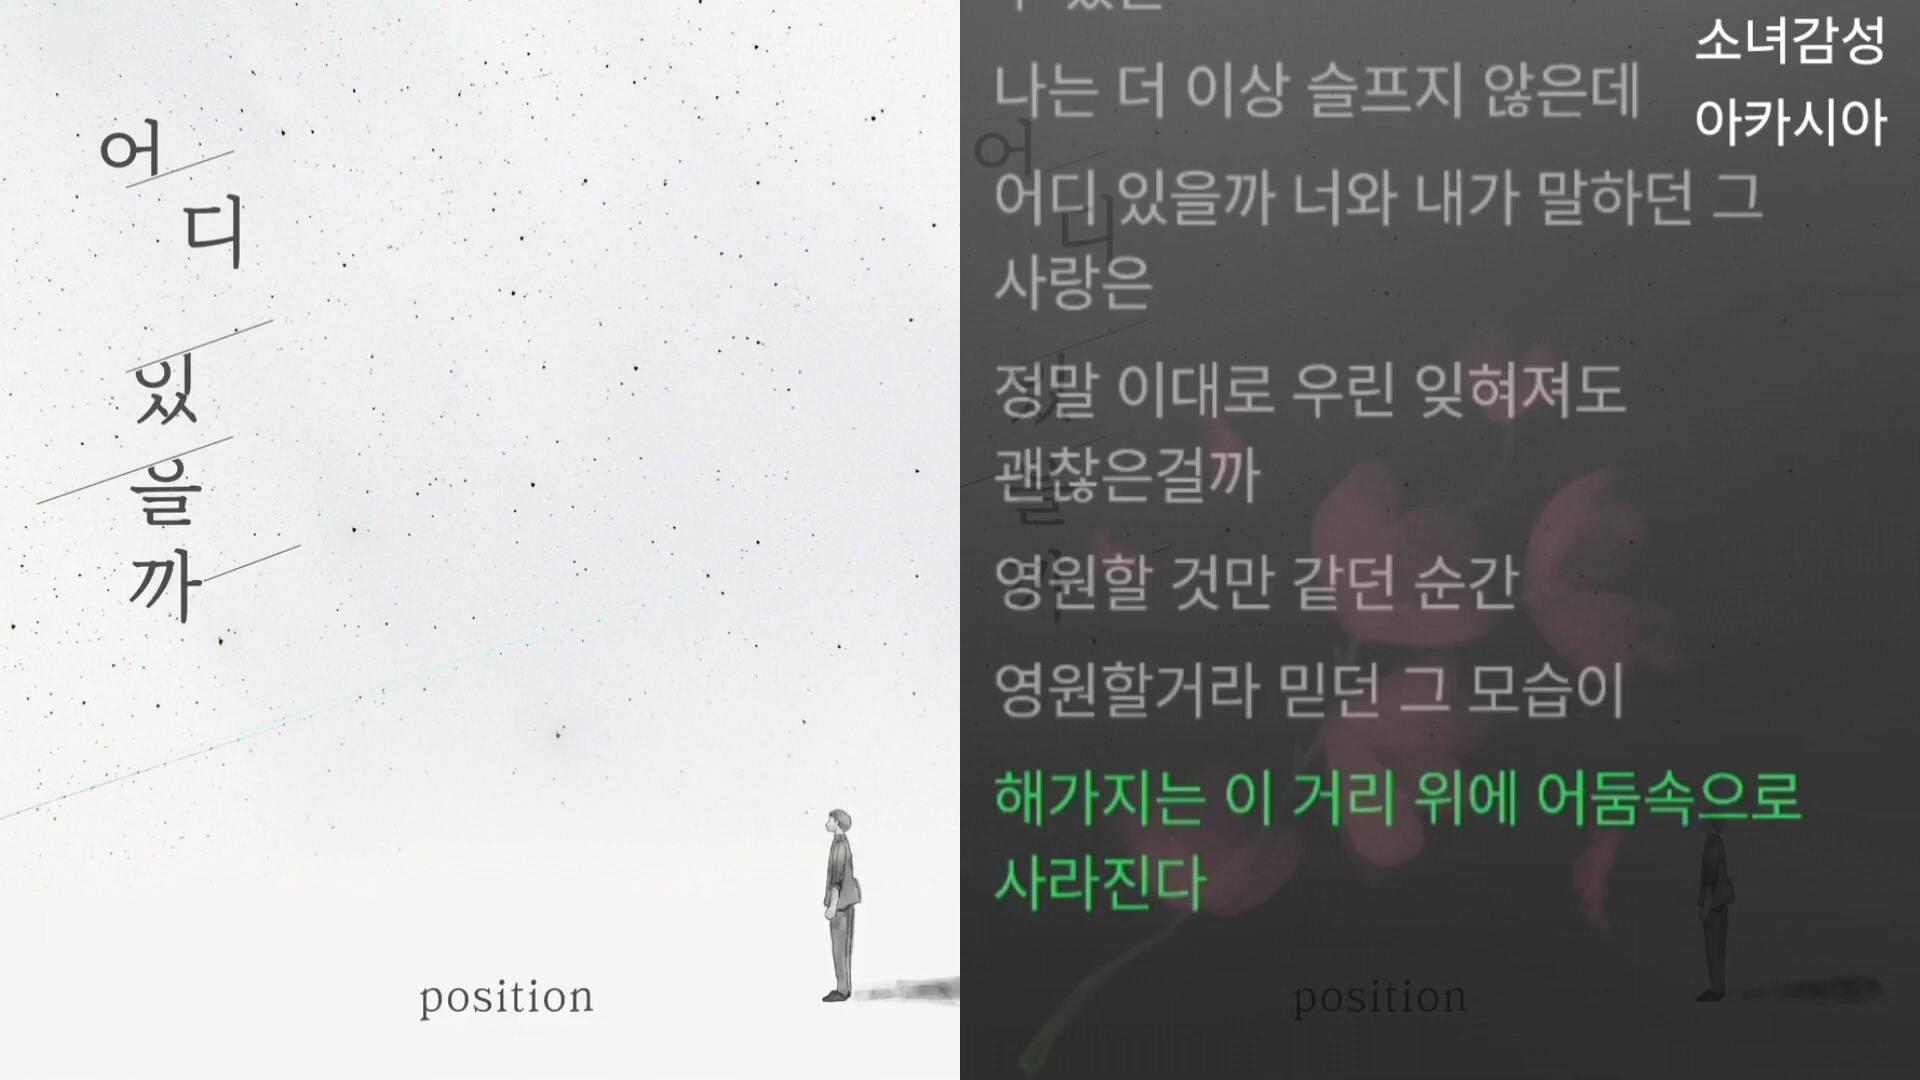 어
디
있
을
까
position
소녀감성
아카시아
나는 더 이상 슬프지 않은데
어디 있을까 너와 내가 말하던 그
사랑은
정말 이대로 우린 잊혀져도
괜찮은걸까
영원할 것만 같던 순간
영원할거라 믿던 그 모습이
해가지는 이 거리 위에 어둠속으로
사라진다
position